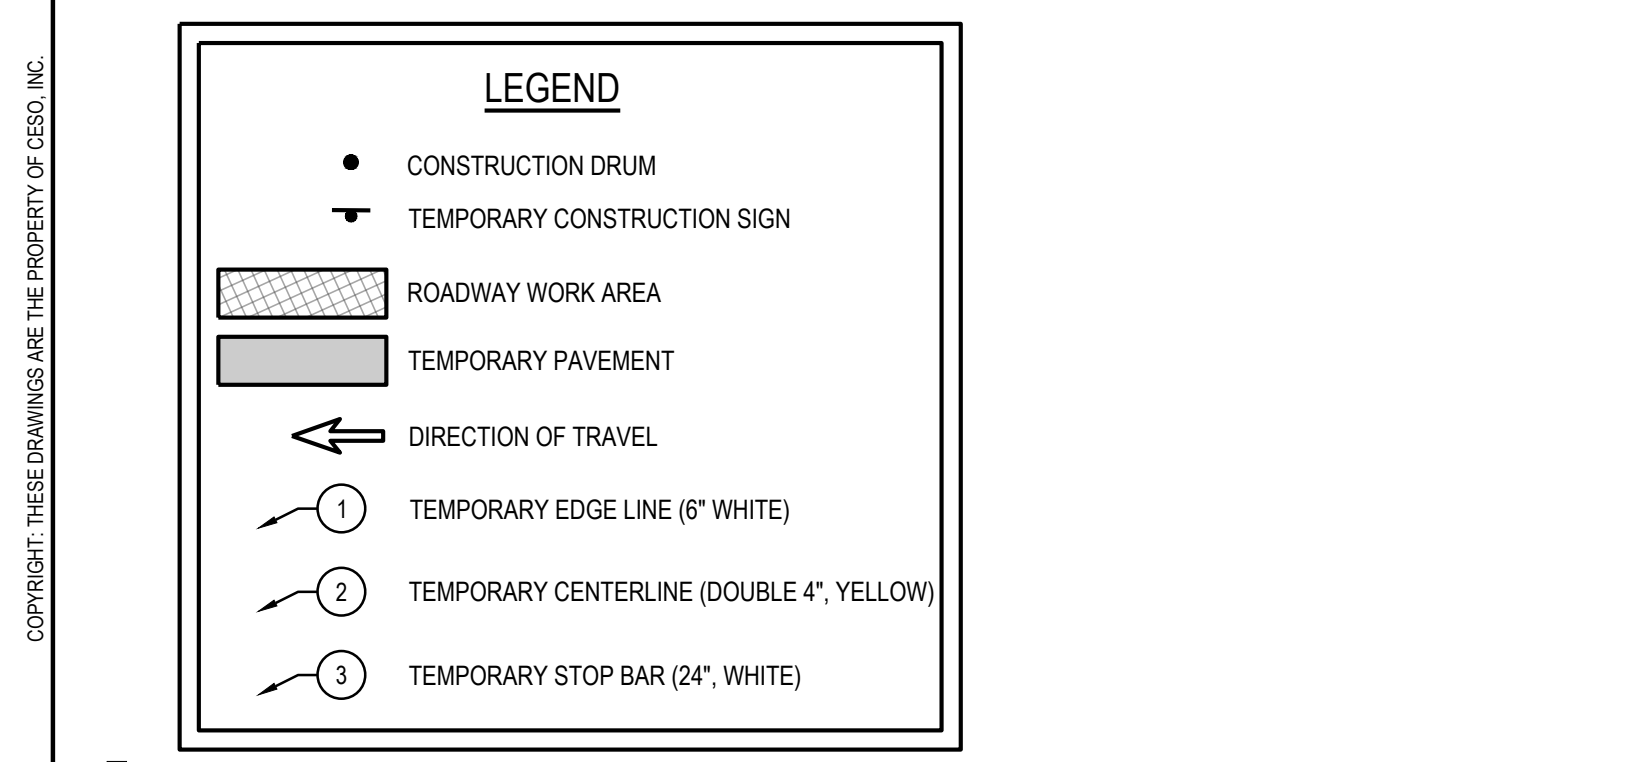 COPYRIGHT: THESE DRAWINGS ARE THE PROPERTY OF CESO, INC.
LEGEND
CONSTRUCTION DRUM
TEMPORARY CONSTRUCTION SIGN
ROADWAY WORK AREA
TEMPORARY PAVEMENT
DIRECTION OF TRAVEL
1 TEMPORARY EDGE LINE (6" WHITE)
2 TEMPORARY CENTERLINE (DOUBLE 4", YELLOW)
3 TEMPORARY STOP BAR (24", WHITE)